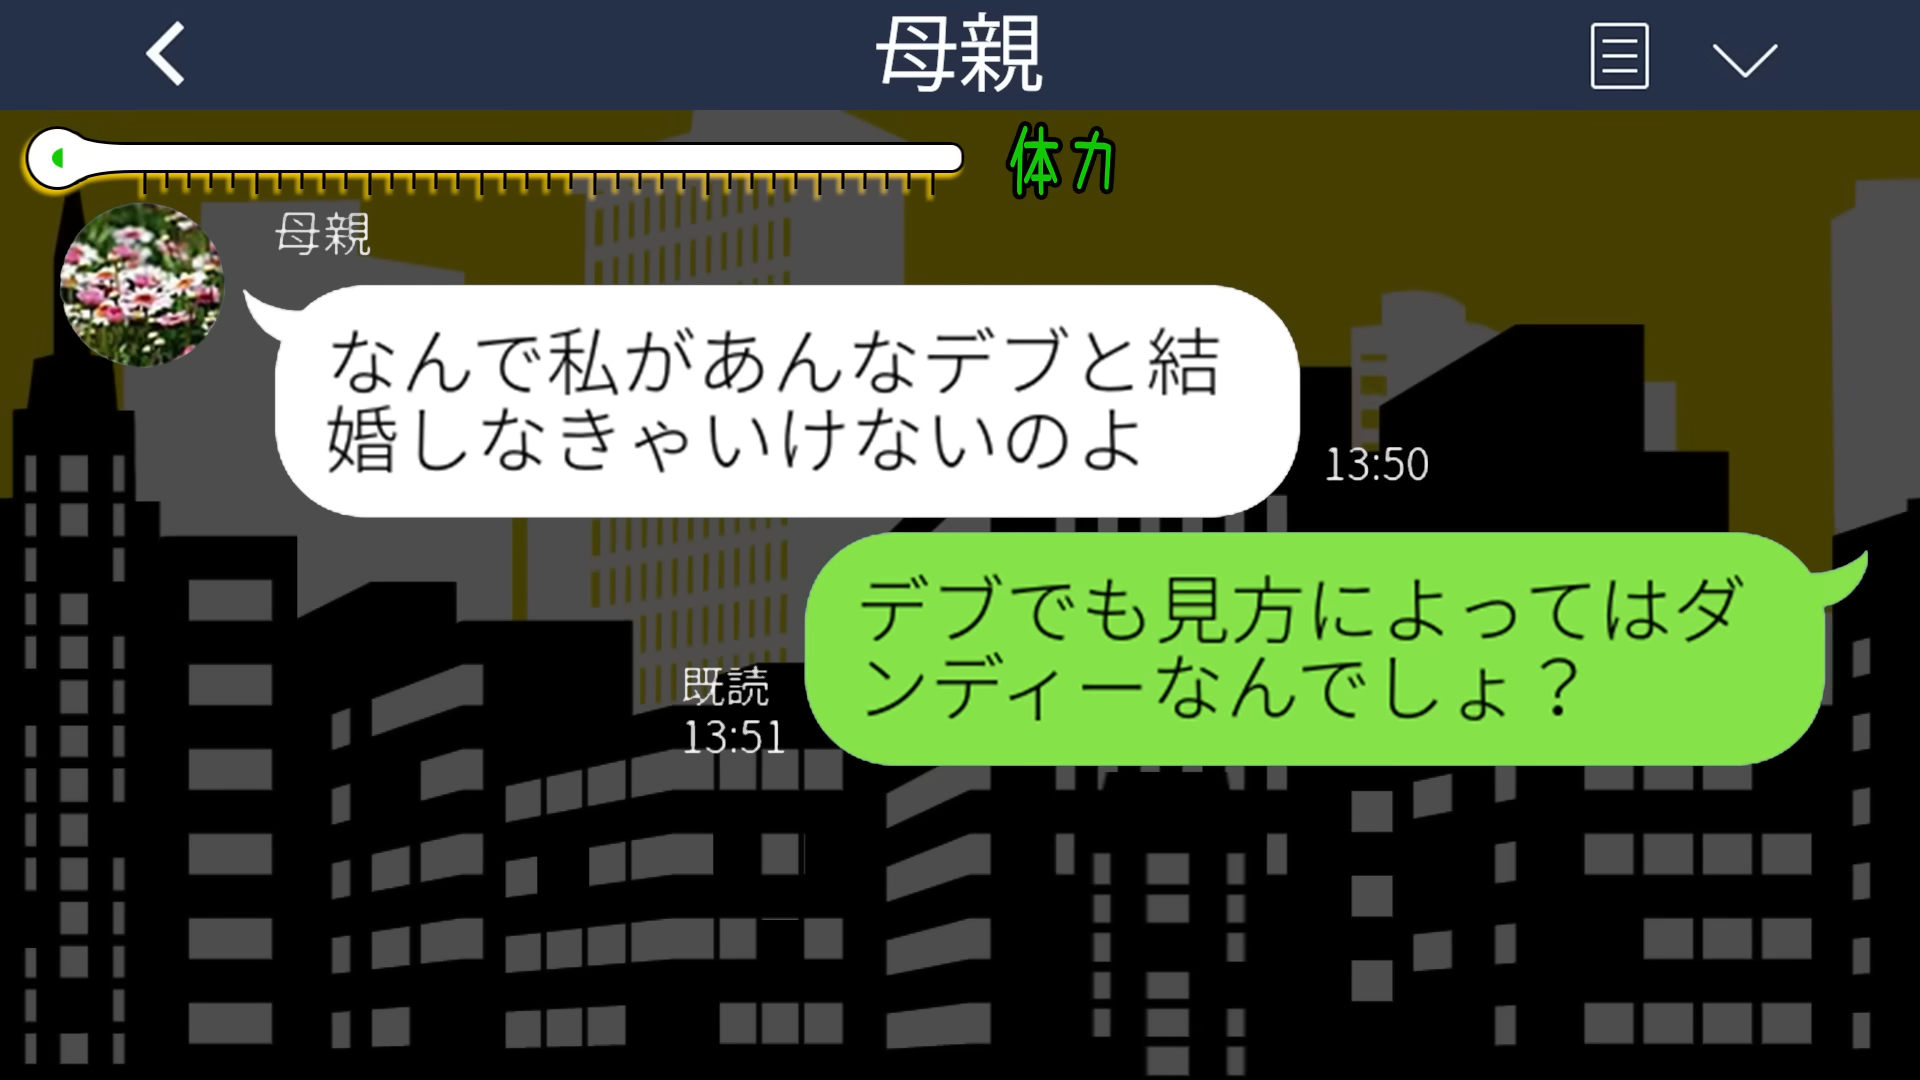 母親
体力
母親
なんで私があんなデブと結
婚しなきゃいけないのよ
13:50
デブでも見方によってはダ
ンディーなんでしょ？
既読
13:51